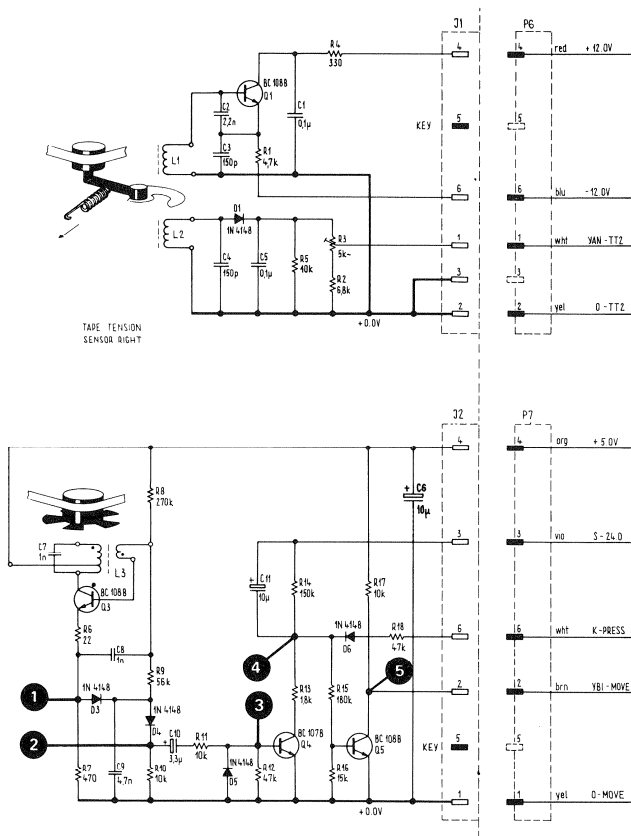 J1 P6
R4
330
4 4 red +12.0V
BC 108B
Q1
C2
2,2n
C1
0,1µ
KEY 5 5
C3
150p
R1
4,7k
L1
6 6 blu -12.0V
D1
1N 4148
L2
R3
5k~
1 1 wht YAN-TT2
C4
150p
C5
0,1µ
R5
10k
R2
6,8k
3 3
2 2 yel 0-TT2
+0.0V
TAPE TENSION
SENSOR RIGHT
J2 P7
4 4 org +5.0V
R8
270k
+ C6
10µ
C7
1n
L3
3 3 vio S-24.0
BC 108B
Q3
+ C11
10µ
R14
150k
R17
10k
R6
22
C8
1n
1N 4148
D6
R18
47k
6 6 wht K-PRESS
4
5
R9
56k
1
1N 4148
D3
1N 4148
D4
3
R13
1,8k
R15
180k
2 2 brn YBI-MOVE
2
+ C10
3,3µ
R11
10k
BC107B
Q4
BC 108B
Q5
KEY 5 5
R7
470
C9
4,7n
R10
10k
1N 4148
D5
R12
47k
R16
15k
1 1 yel 0-MOVE
+0.0V